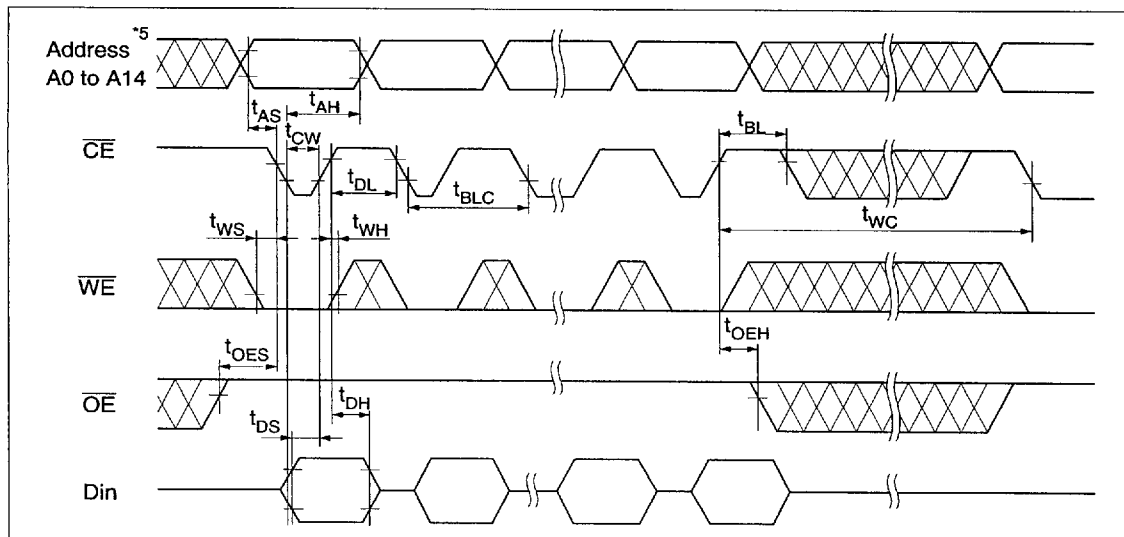 Address *5
A0 to A14
tAS
tAH
tCW
tBL
CE
tDL
tBLC
tWC
tWS
tWH
WE
tOES
tOEH
OE
tDS
tDH
Din